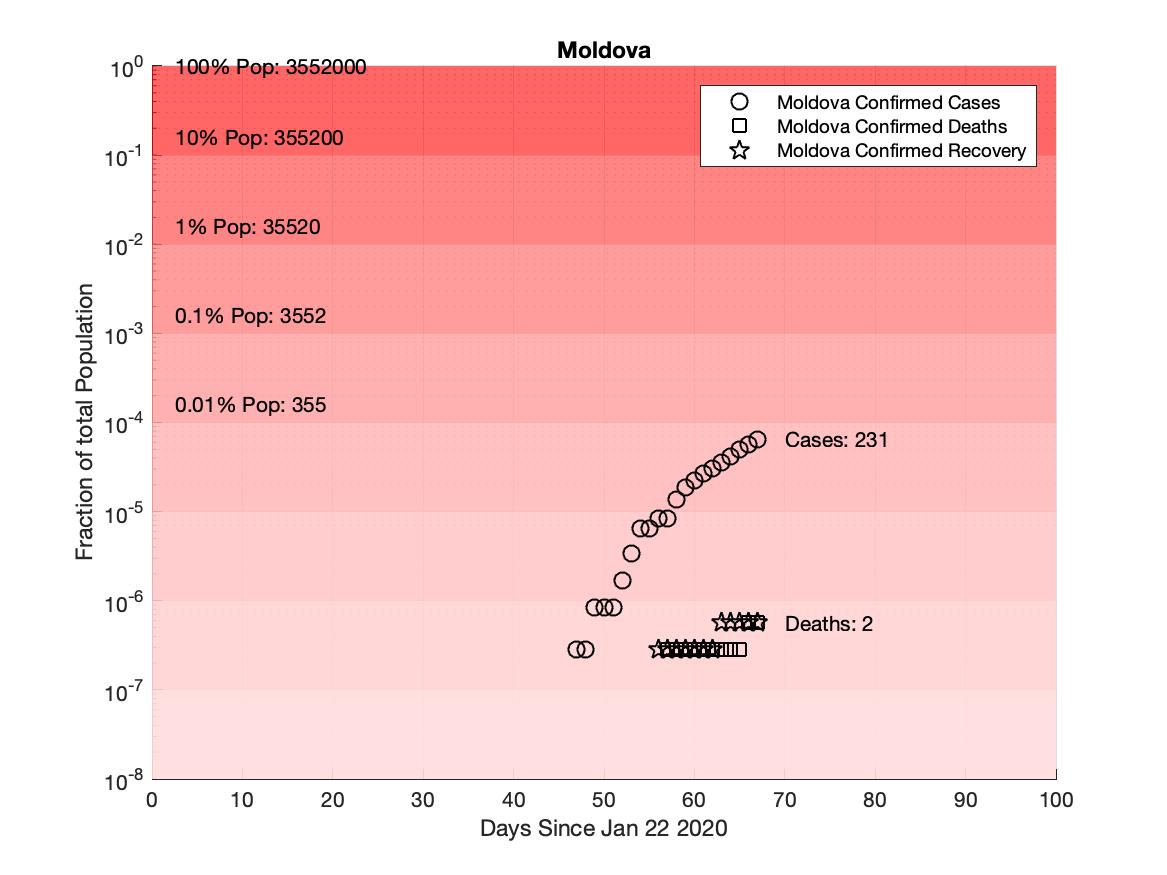 Moldova
10^0
10^-1
10^-2
10^-3
10^-4
10^-5
10^-6
10^-7
10^-8
Fraction of total Population
100% Pop: 3552000
10% Pop: 355200
1% Pop: 35520
0.1% Pop: 3552
0.01% Pop: 355
Moldova Confirmed Cases
Moldova Confirmed Deaths
Moldova Confirmed Recovery
Cases: 231
Deaths: 2
0 10 20 30 40 50 60 70 80 90 100
Days Since Jan 22 2020